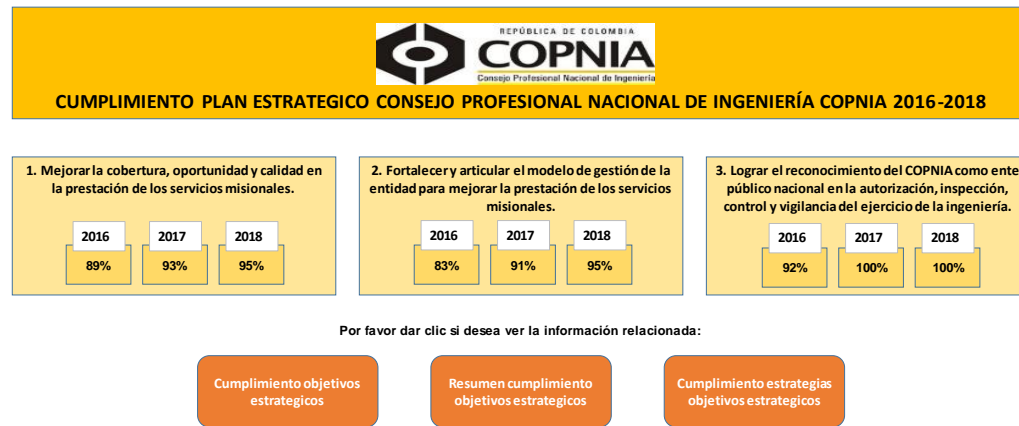 REPÚBLICA DE COLOMBIA
COPNIA
Consejo Profesional Nacional de Ingeniería
CUMPLIMIENTO PLAN ESTRATEGICO CONSEJO PROFESIONAL NACIONAL DE INGENIERÍA COPNIA 2016-2018
1. Mejorar la cobertura, oportunidad y calidad en
la prestación de los servicios misionales.
2016 2017 2018
89% 93% 95%
2. Fortalecer y articular el modelo de gestión de la
entidad para mejorar la prestación de los servicios
misionales.
2016 2017 2018
83% 91% 95%
3. Lograr el reconocimiento del COPNIA como ente
público nacional en la autorización, inspección,
control y vigilancia del ejercicio de la ingeniería.
2016 2017 2018
92% 100% 100%
Por favor dar clic si desea ver la información relacionada:
Cumplimiento objetivos
estrategicos
Resumen cumplimiento
objetivos estrategicos
Cumplimiento estrategias
objetivos estrategicos